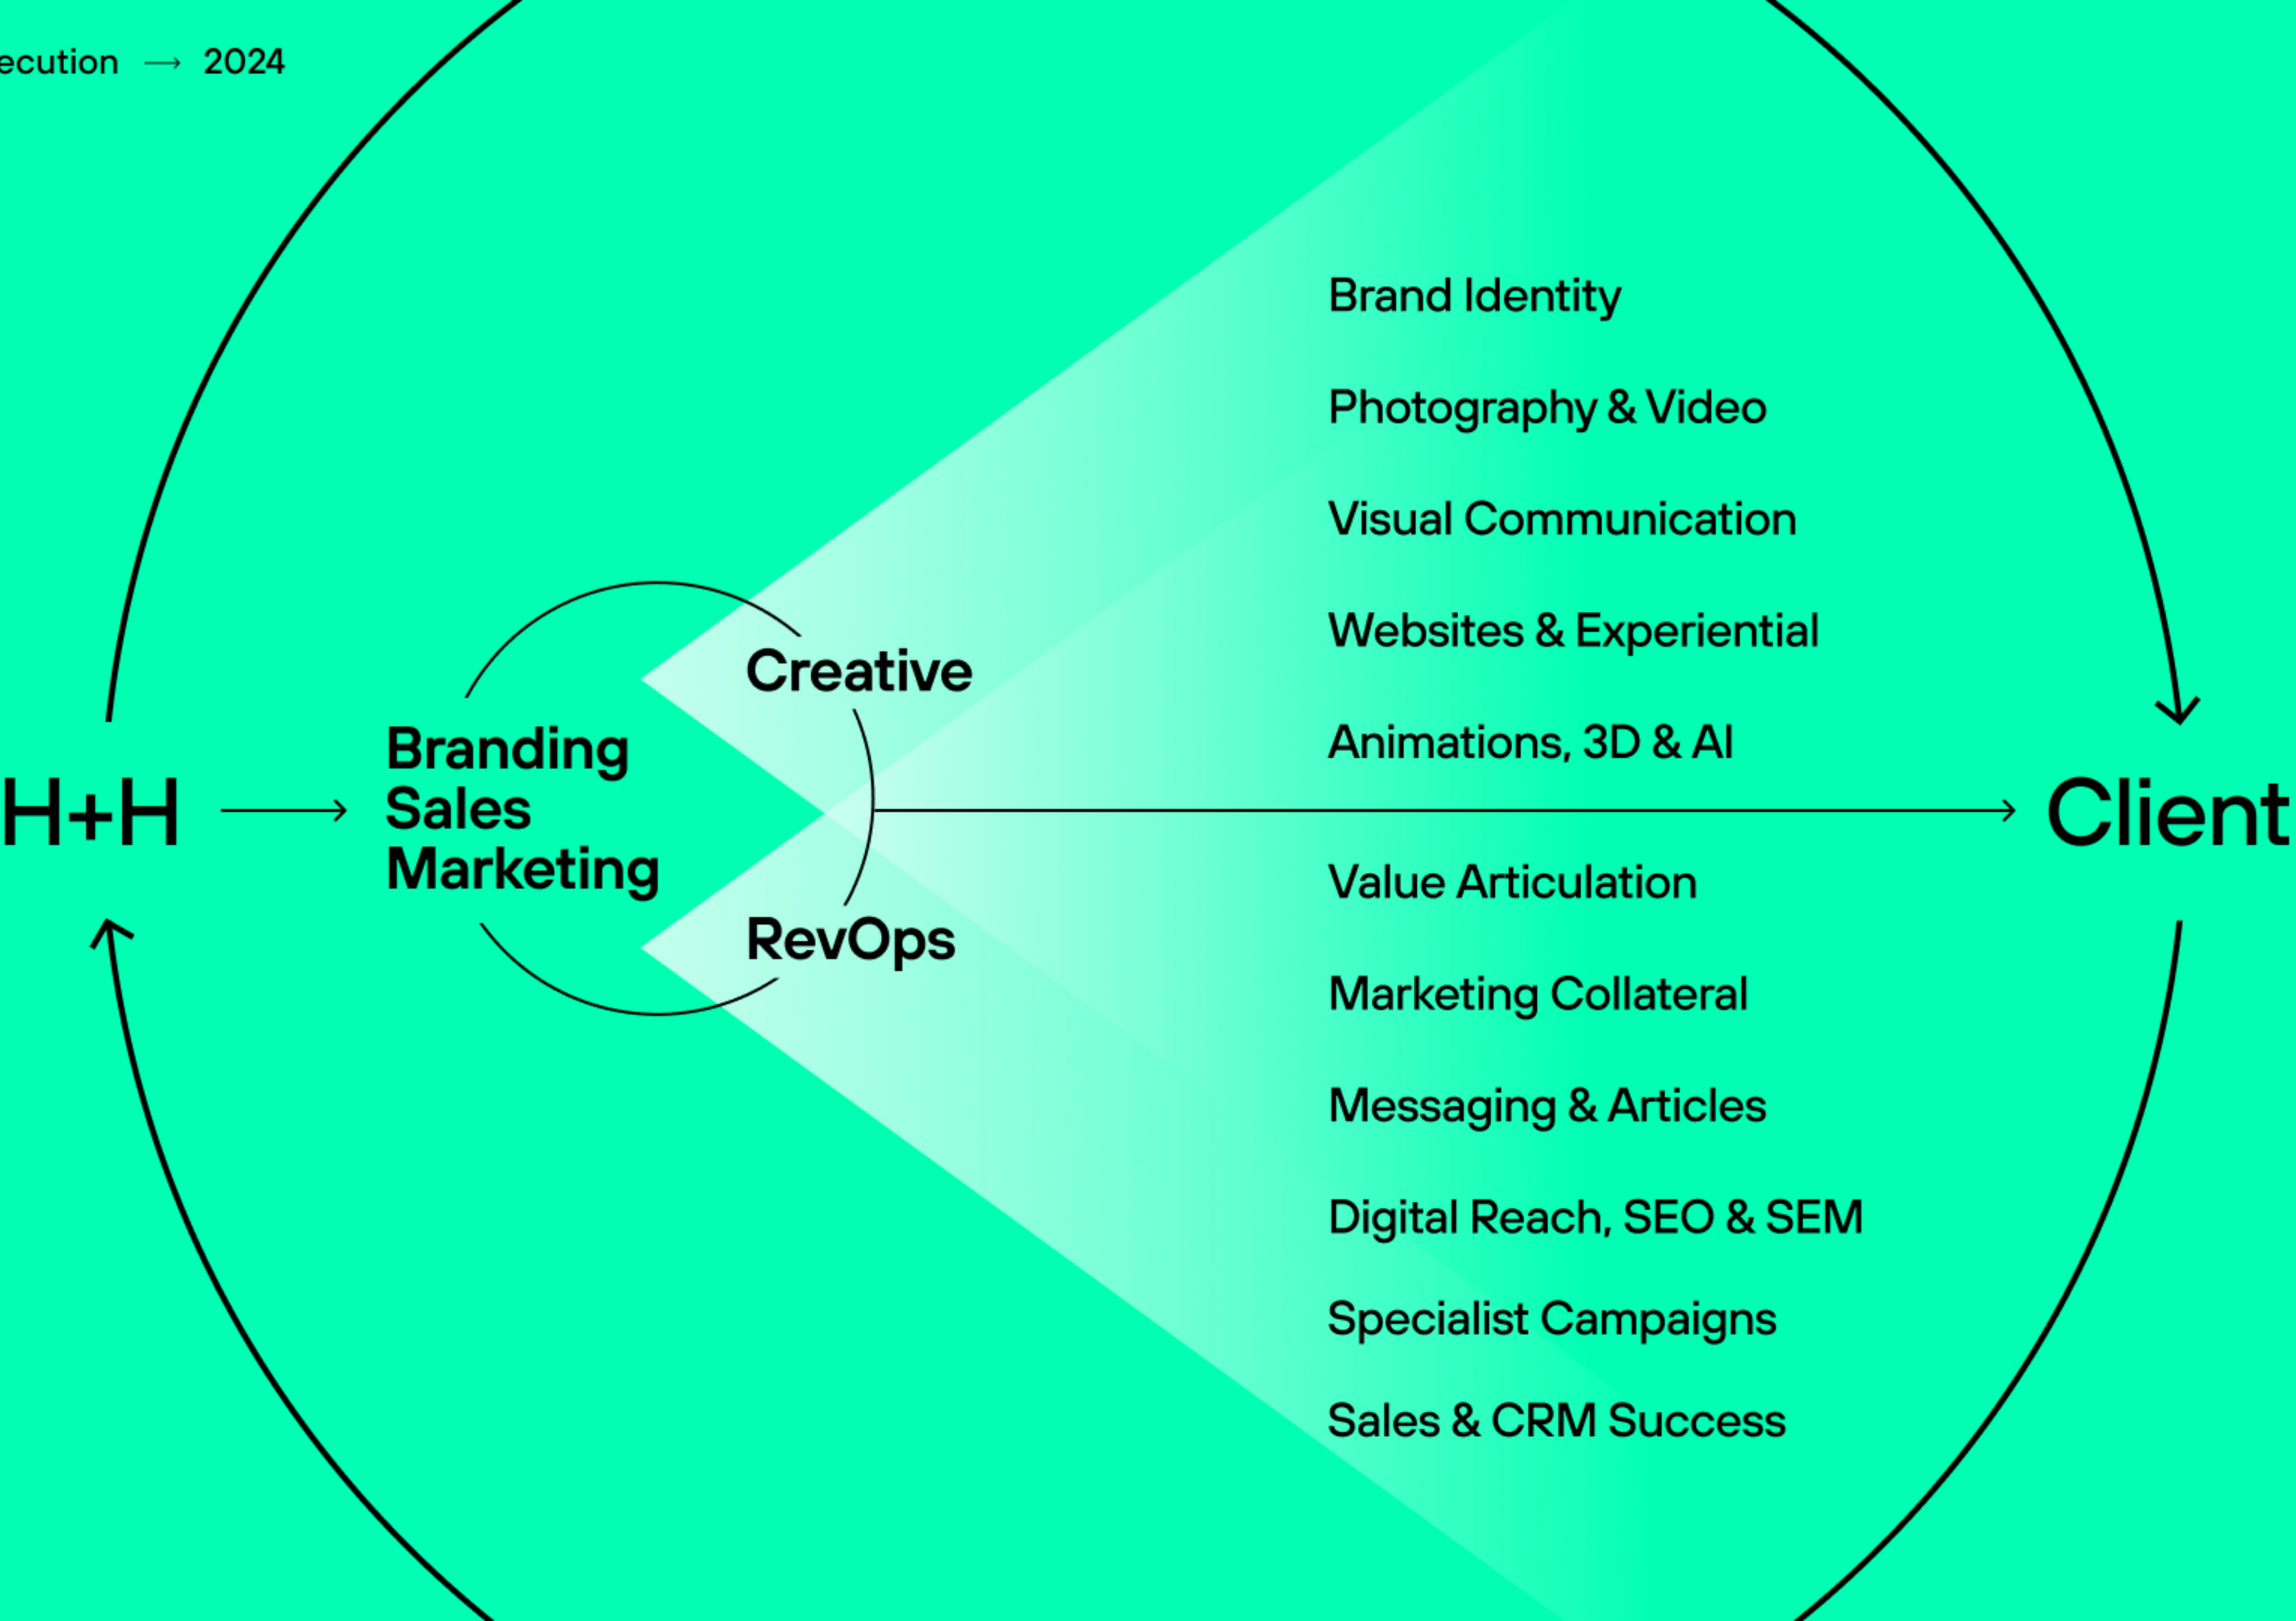 ecution → 2024
H+H
Branding
Sales
Marketing
Creative
RevOps
Brand Identity
Photography & Video
Visual Communication
Websites & Experiential
Animations, 3D & AI
Value Articulation
Marketing Collateral
Messaging & Articles
Digital Reach, SEO & SEM
Specialist Campaigns
Sales & CRM Success
Client